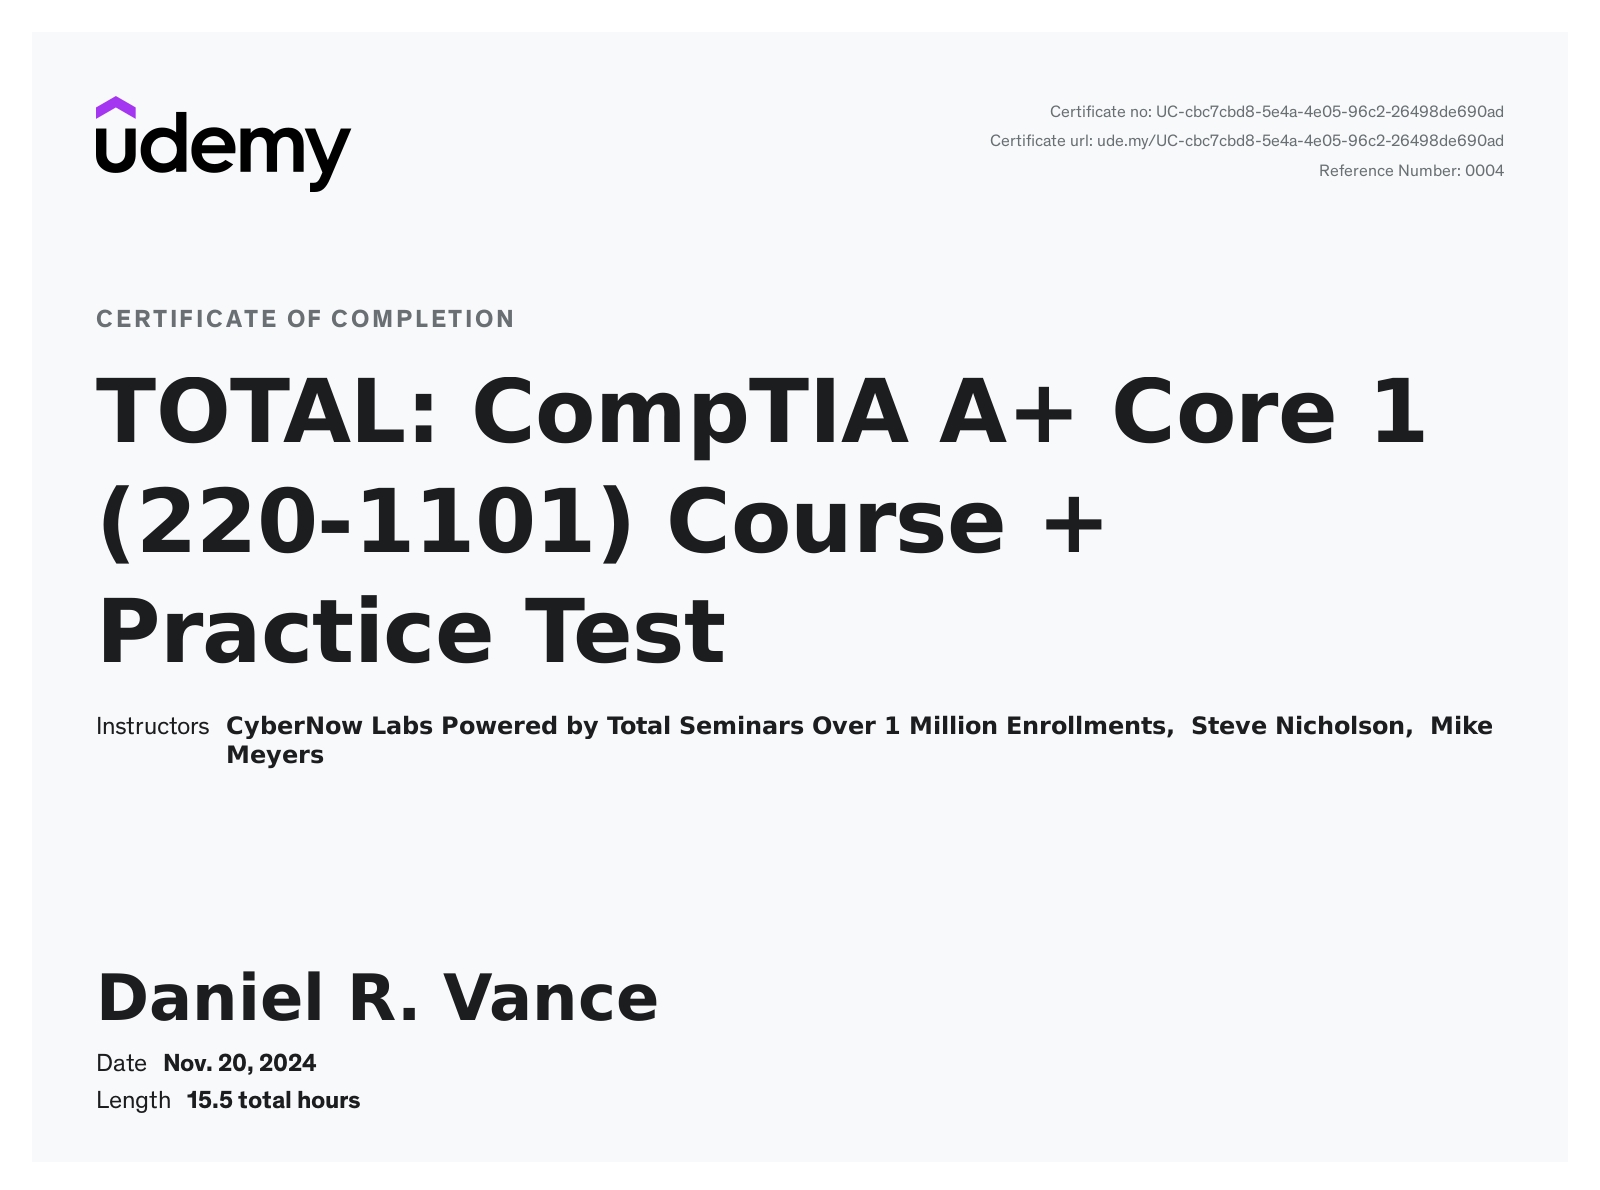 udemy
Certificate no: UC-cbc7cbd8-5e4a-4e05-96c2-26498de690ad
Certificate url: ude.my/UC-cbc7cbd8-5e4a-4e05-96c2-26498de690ad
Reference Number: 0004
CERTIFICATE OF COMPLETION
TOTAL: CompTIA A+ Core 1
(220-1101) Course +
Practice Test
Instructors CyberNow Labs Powered by Total Seminars Over 1 Million Enrollments, Steve Nicholson, Mike
Meyers
Daniel R. Vance
Date Nov. 20, 2024
Length 15.5 total hours